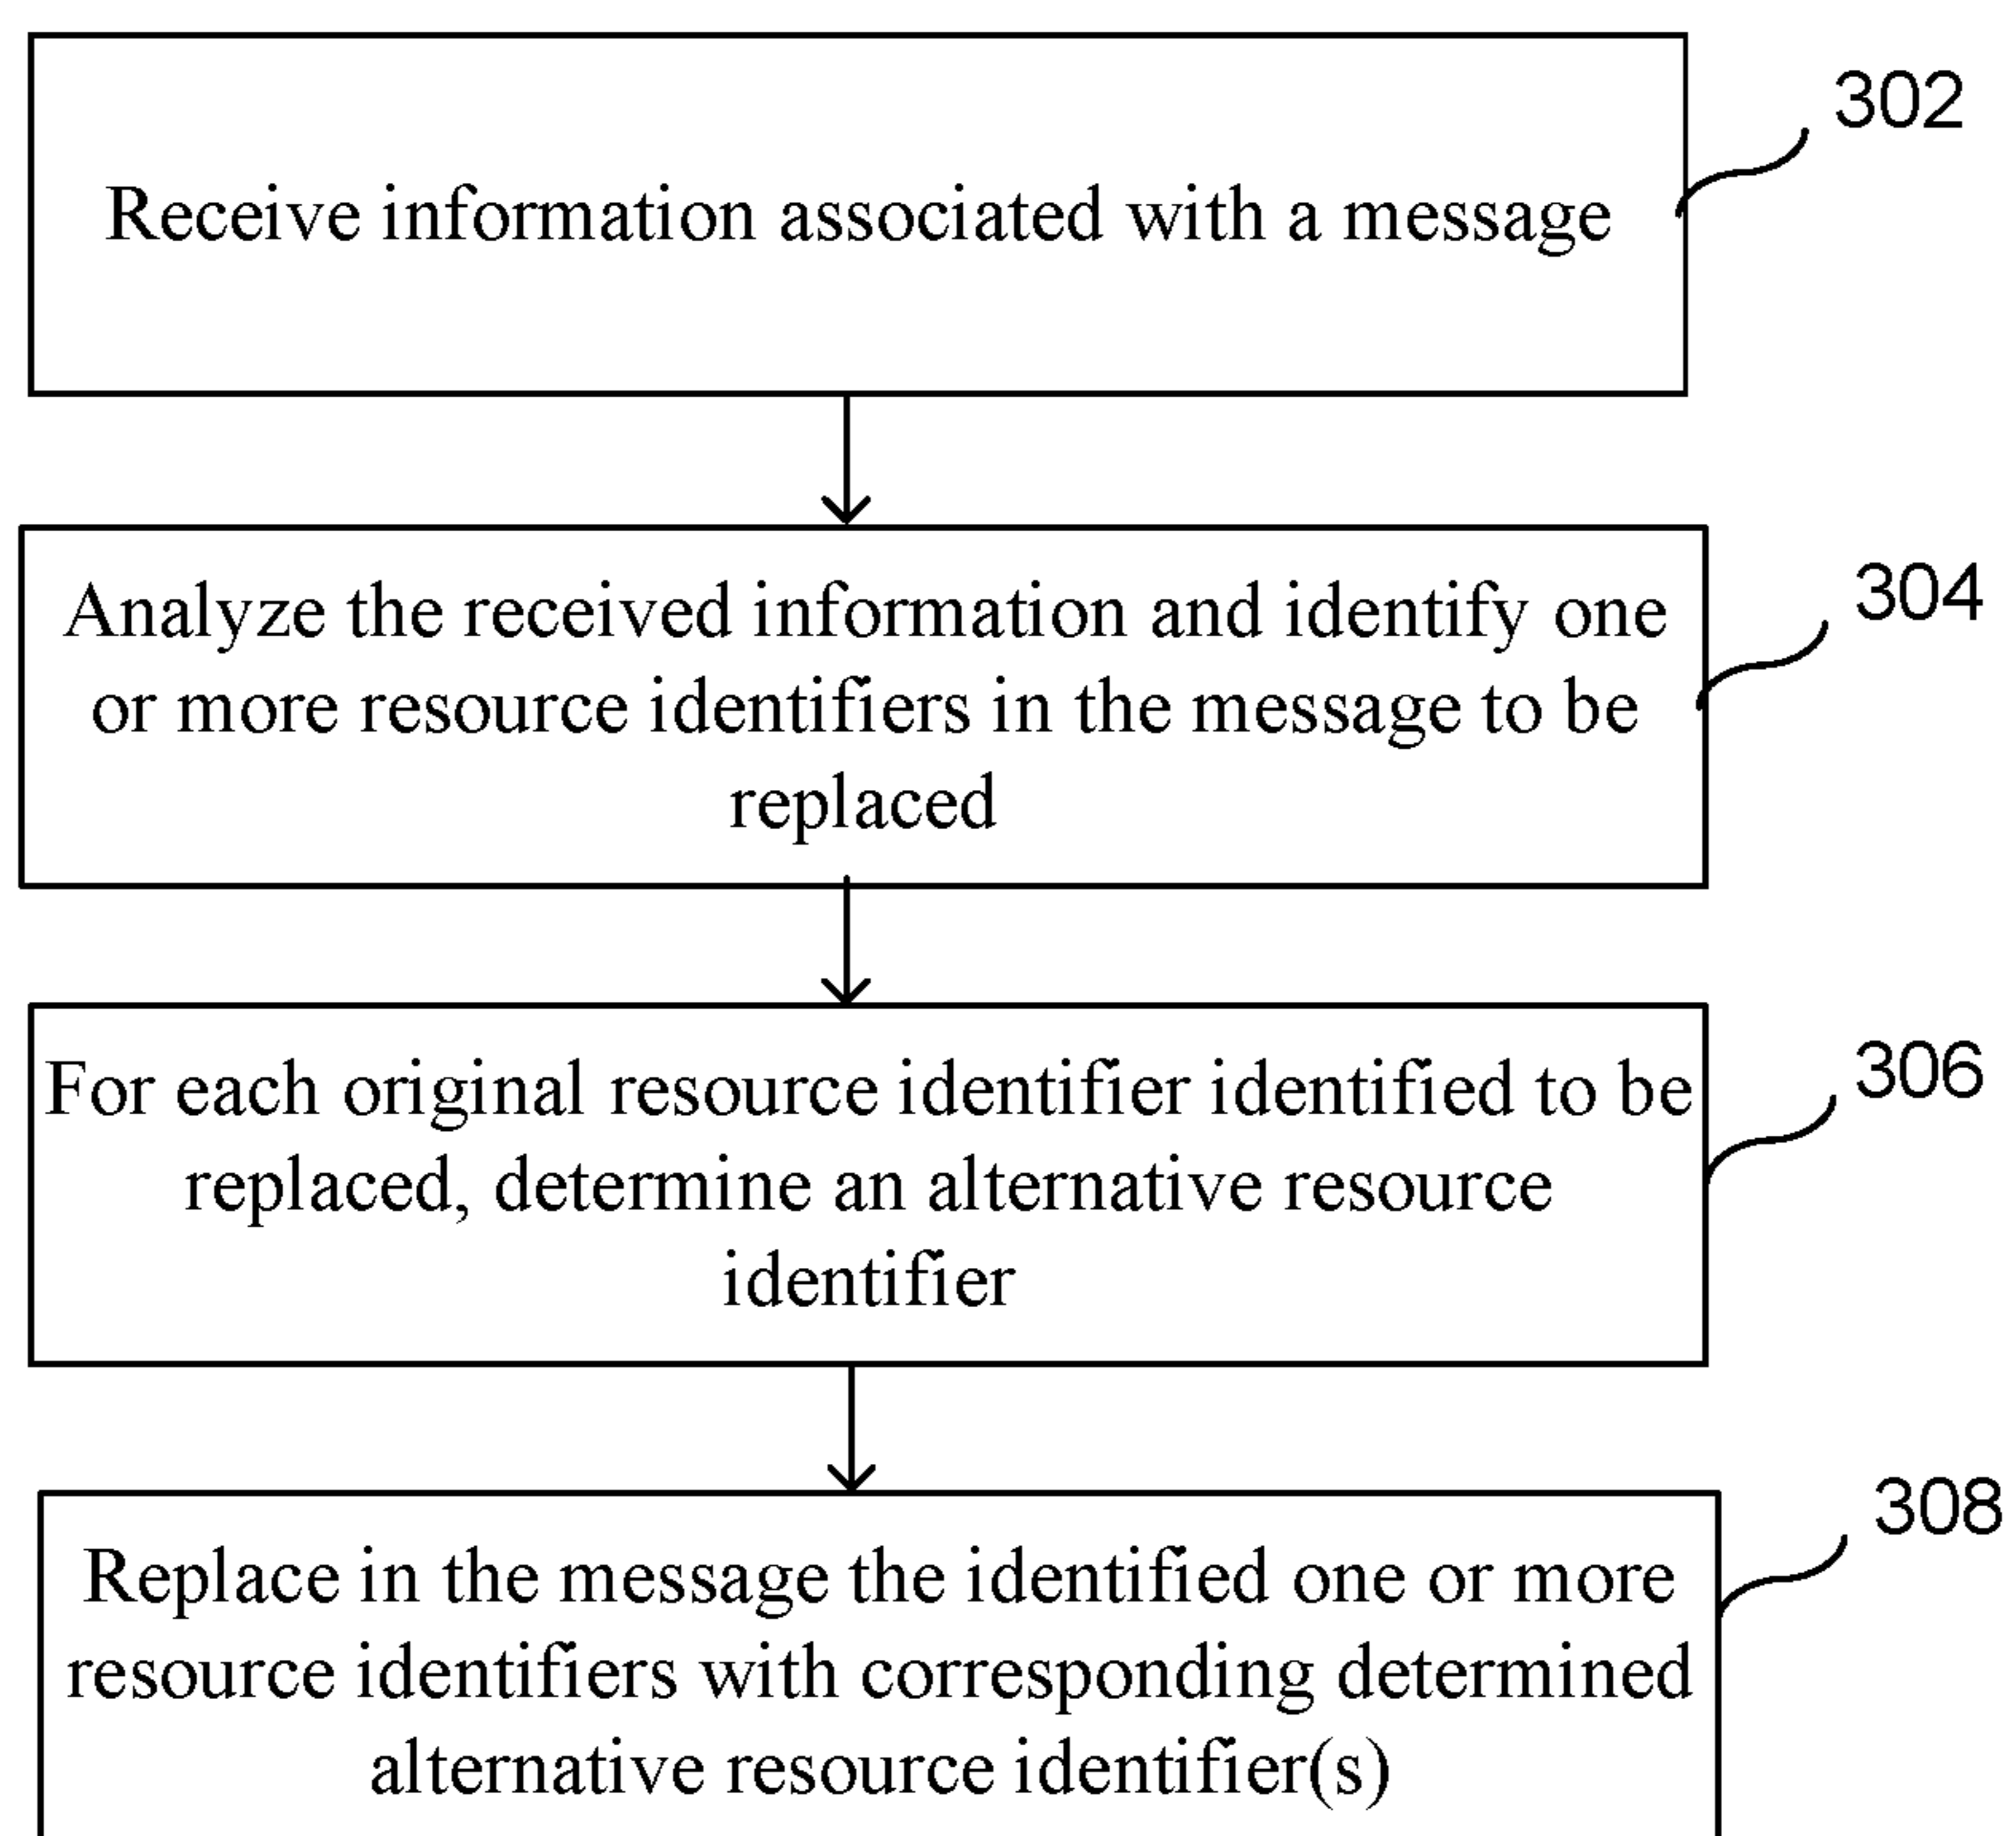 302
Receive information associated with a message
304
Analyze the received information and identify one
or more resource identifiers in the message to be
replaced
306
For each original resource identifier identified to be
replaced, determine an alternative resource
identifier
308
Replace in the message the identified one or more
resource identifiers with corresponding determined
alternative resource identifier(s)